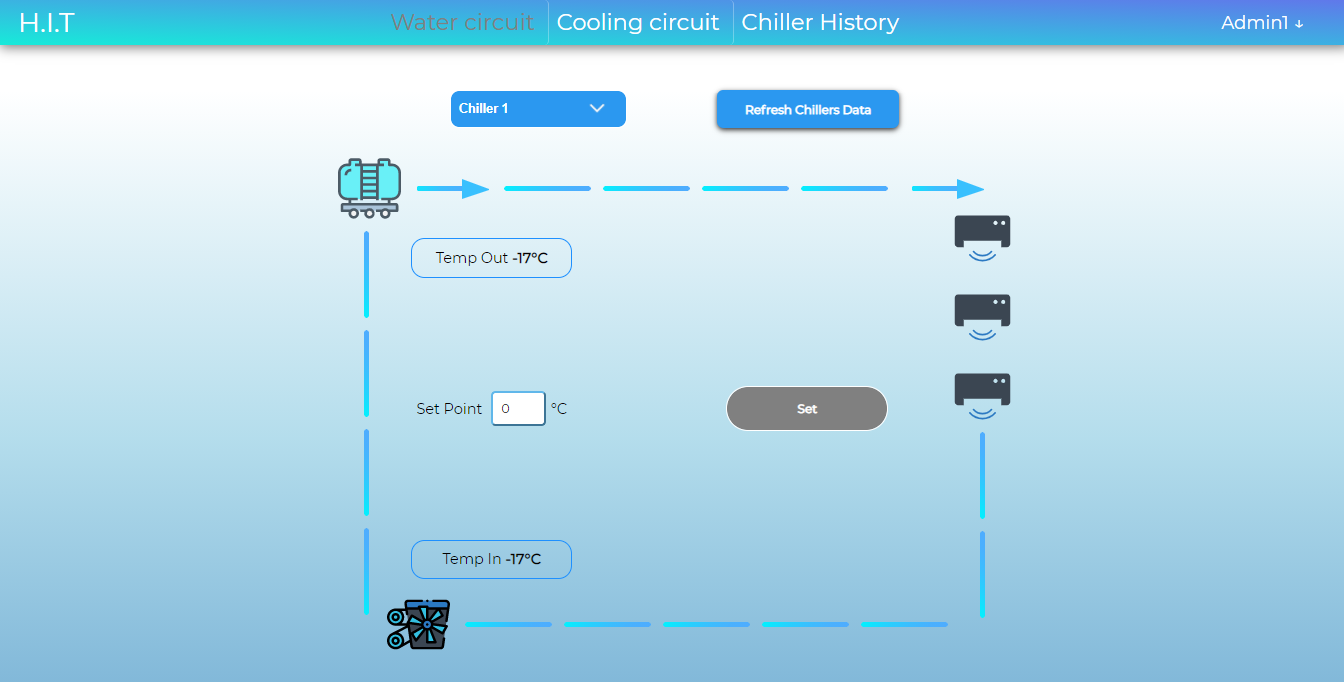 H.I.T Water circuit Cooling circuit Chiller History Admin1 ↓
Chiller 1 Refresh Chillers Data
Temp Out -17°C
Set Point 0 °C Set
Temp In -17°C